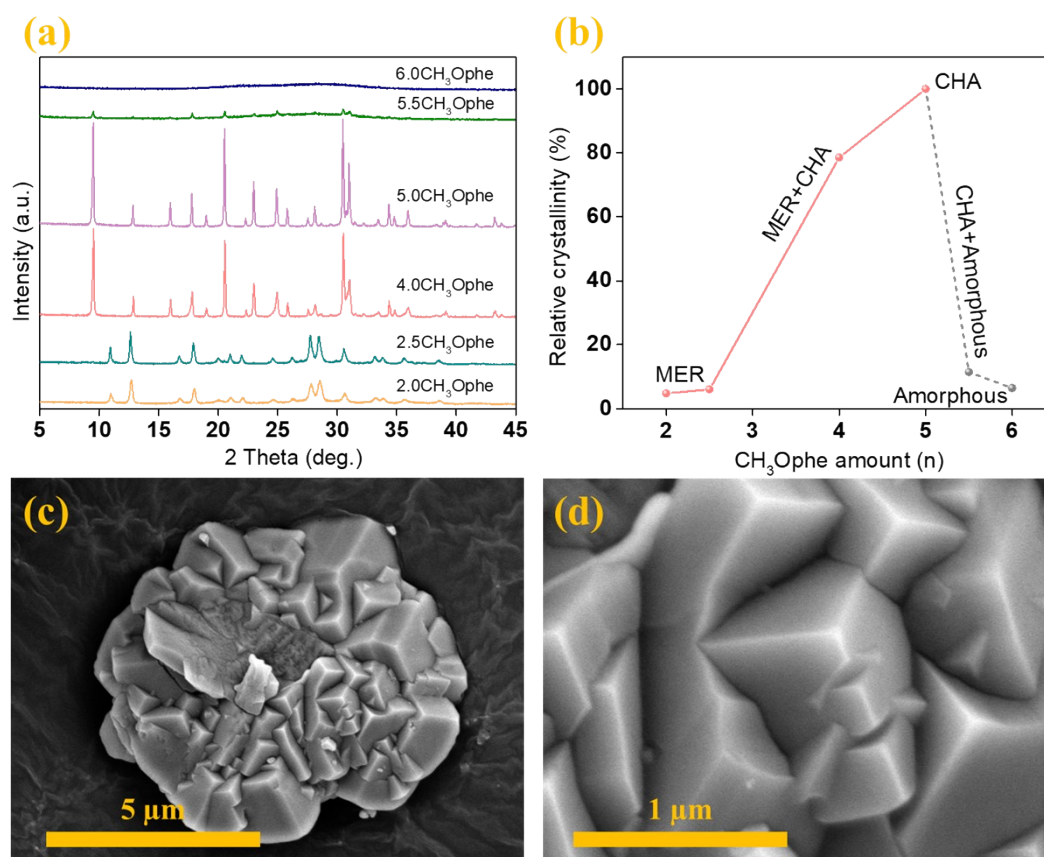 (a)
6.0CH₃Ophe
5.5CH₃Ophe
5.0CH₃Ophe
4.0CH₃Ophe
2.5CH₃Ophe
2.0CH₃Ophe
Intensity (a.u.)
5 10 15 20 25 30 35 40 45
2 Theta (deg.)
(b)
100
80
60
40
20
0
Relative crystallinity (%)
CHA
MER+CHA
CHA+Amorphous
MER
Amorphous
2 3 4 5 6
CH₃Ophe amount (n)
(c)
5 μm
(d)
1 μm